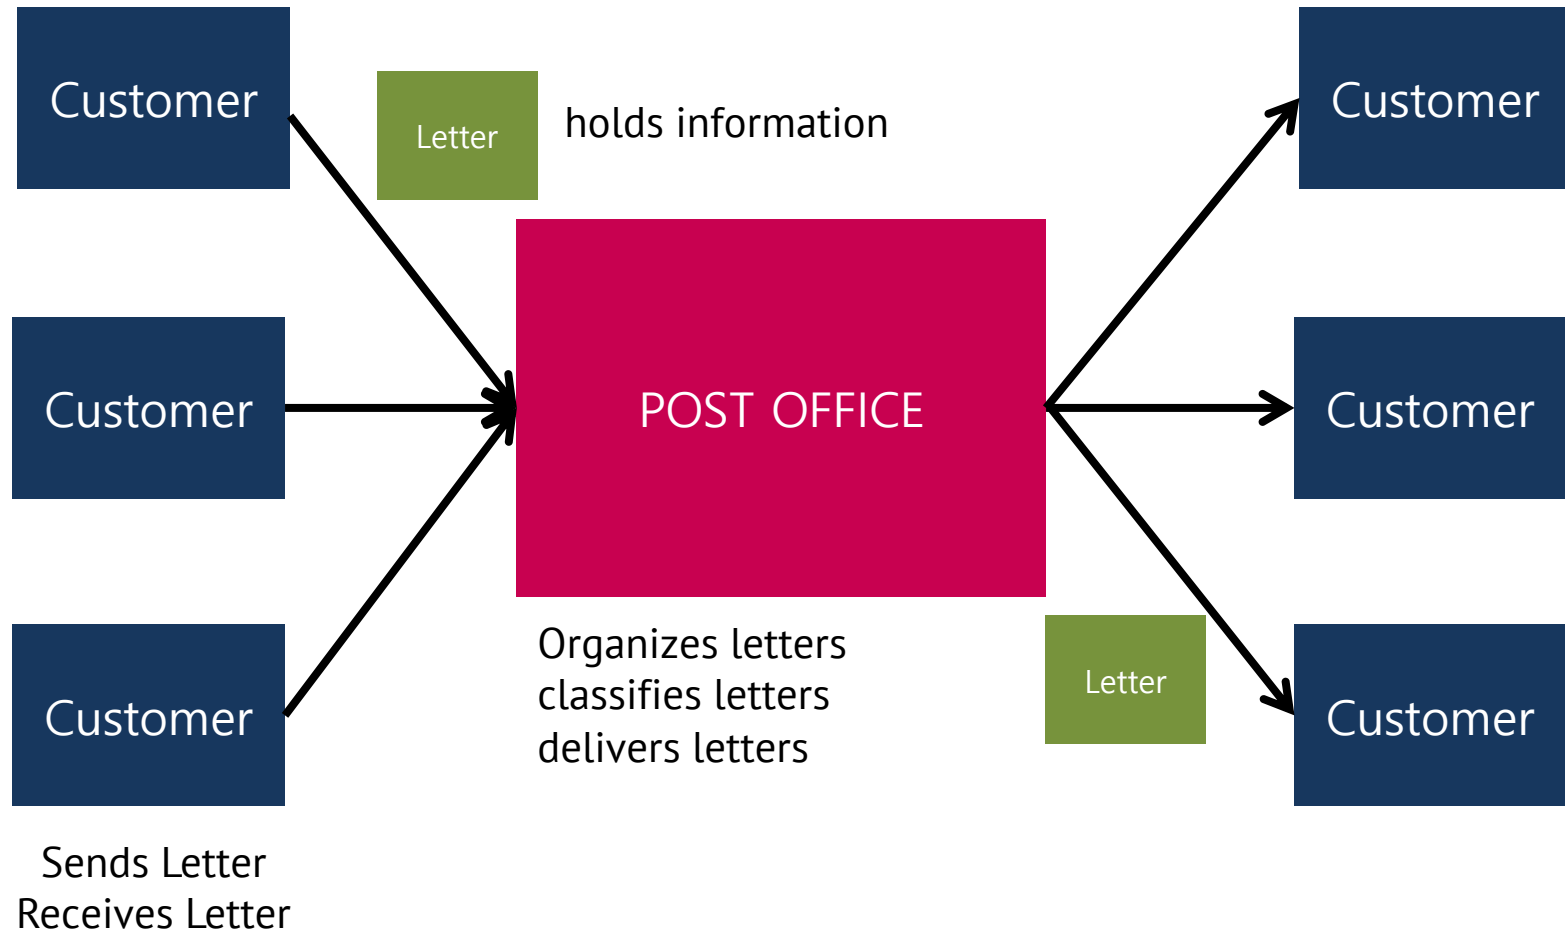 Customer
Letter
holds information
Customer
Customer
POST OFFICE
Customer
Organizes letters
classifies letters
delivers letters
Letter
Customer
Customer
Sends Letter
Receives Letter